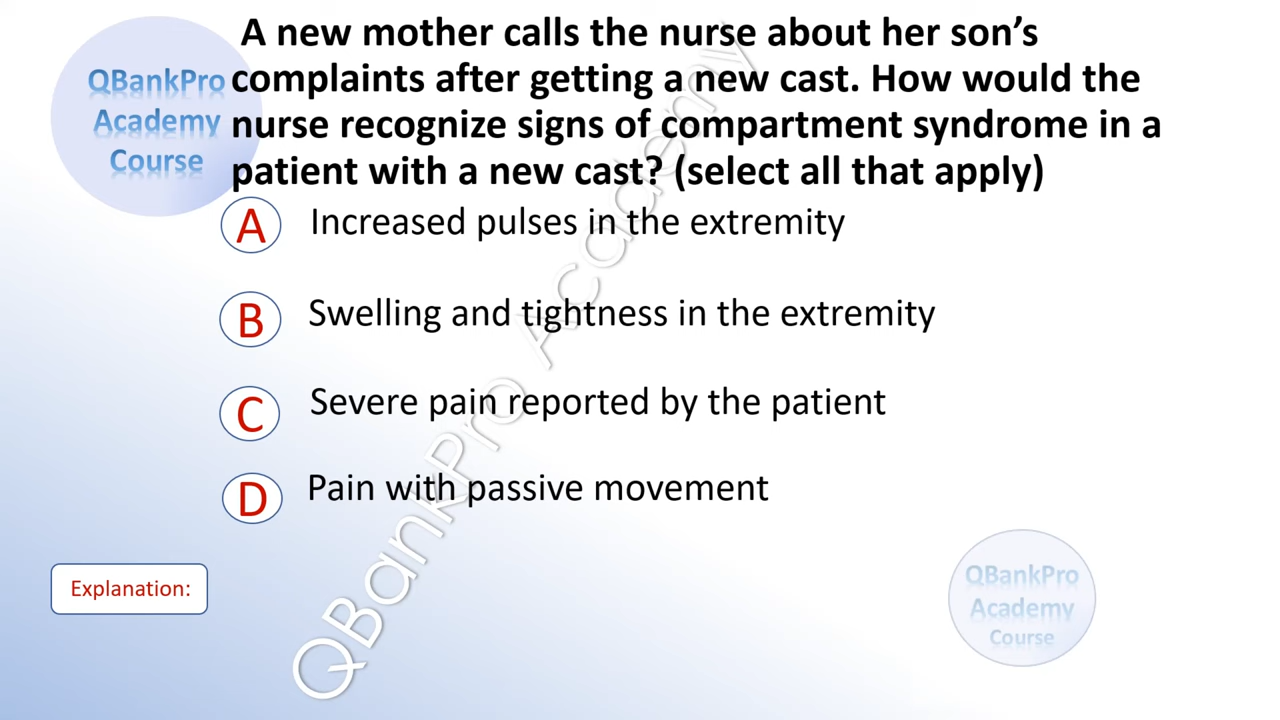 A new mother calls the nurse about her son's
complaints after getting a new cast. How would the
nurse recognize signs of compartment syndrome in a
patient with a new cast? (select all that apply)
QBankPro
Academy
Course
A Increased pulses in the extremity
B Swelling and tightness in the extremity
C Severe pain reported by the patient
D Pain with passive movement
Explanation:
QBankPro Academy
QBankPro
Academy
Course